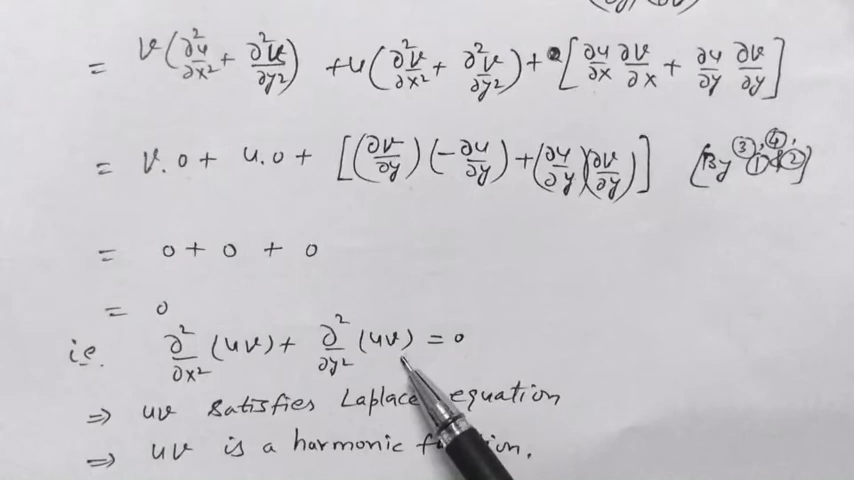 = v(∂²u/∂x² + ∂²u/∂y²) + u(∂²v/∂x² + ∂²v/∂y²) + [∂u/∂x ∂v/∂x + ∂u/∂y ∂v/∂y]
= v.0 + u.0 + [(∂v/∂y)(-∂u/∂y) + (∂u/∂y)(∂v/∂y)] [By ③, ④, ① & ②]
= 0 + 0 + 0
= 0
i.e. ∂²/∂x² (uv) + ∂²/∂y² (uv) = 0
⇒ uv satisfies Laplace equation
⇒ uv is a harmonic function.